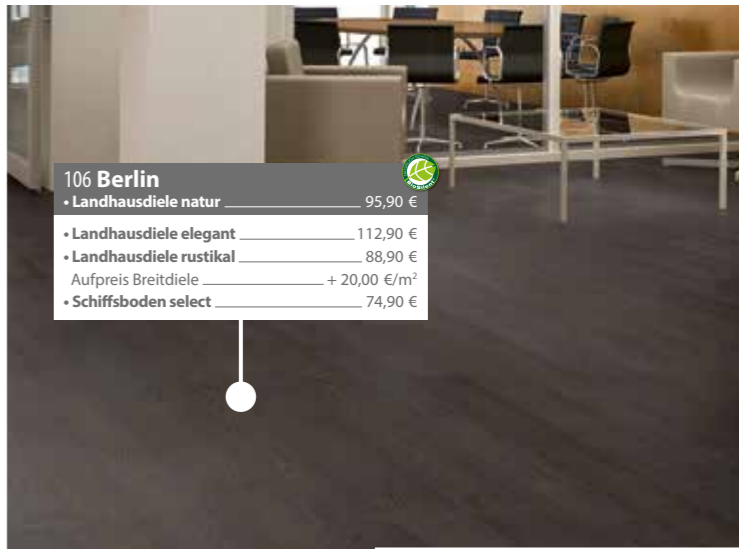 106 Berlin
• Landhausdiele natur 95,90 €
• Landhausdiele elegant 112,90 €
• Landhausdiele rustikal 88,90 €
Aufpreis Breitdiele + 20,00 €/m²
• Schiffsboden select 74,90 €